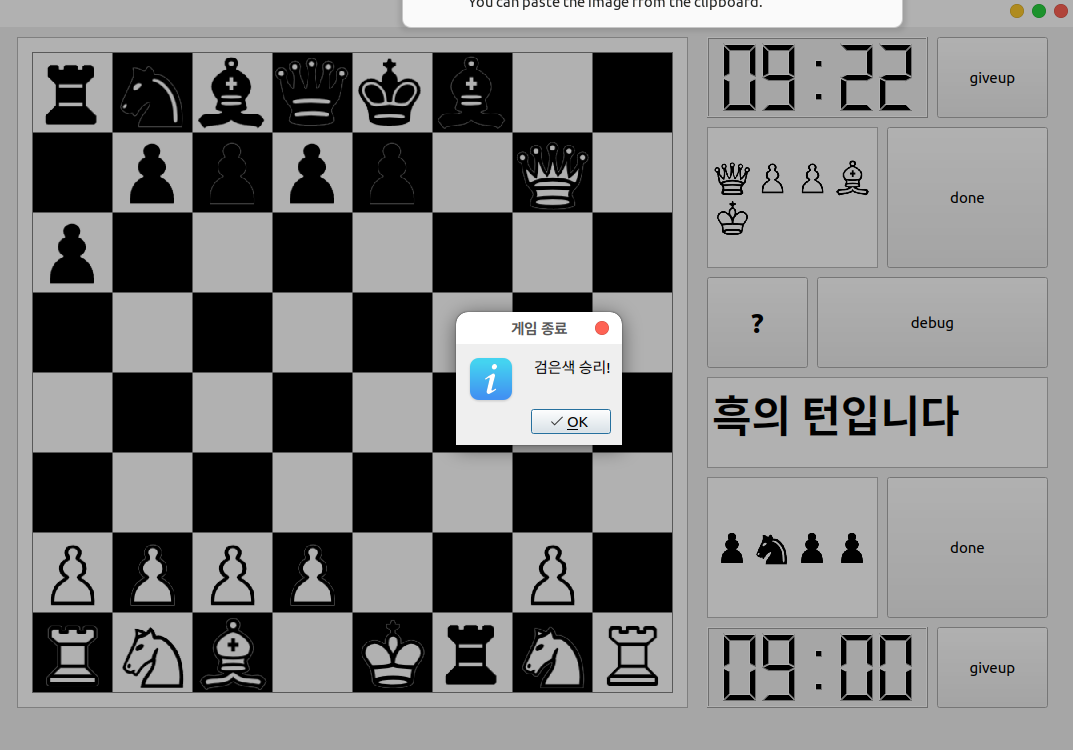 You can paste the image from the clipboard.
09:22
giveup
done
?
debug
게임 종료
검은색 승리!
OK
흑의 턴입니다
done
09:00
giveup